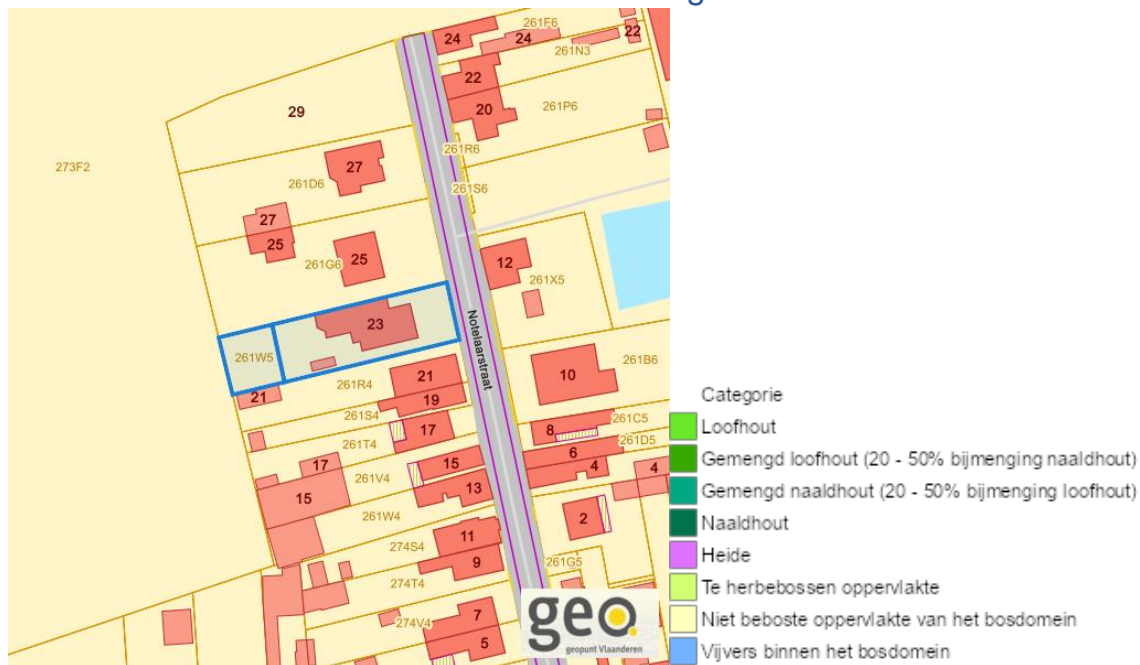 24
261F6
24
22
261N3
22
20
261P6
29
261R6
273F2
27
261D6
261S6
27
25
25
261G6
12
261X5
Notelaarstraat
23
261W5
21
21
261R4
10
261B6
19
261S4
261C5
17
8
261T4
261D5
6
17
15
4
4
261V4
15
13
261W4
2
11
274S4
9
261G5
274T4
7
274V4
5
geo.
geopunt Vlaanderen
Categorie
Loofhout
Gemengd loofhout (20 - 50% bijmenging naaldhout)
Gemengd naaldhout (20 - 50% bijmenging loofhout)
Naaldhout
Heide
Te herbebossen oppervlakte
Niet beboste oppervlakte van het bosdomein
Vijvers binnen het bosdomein